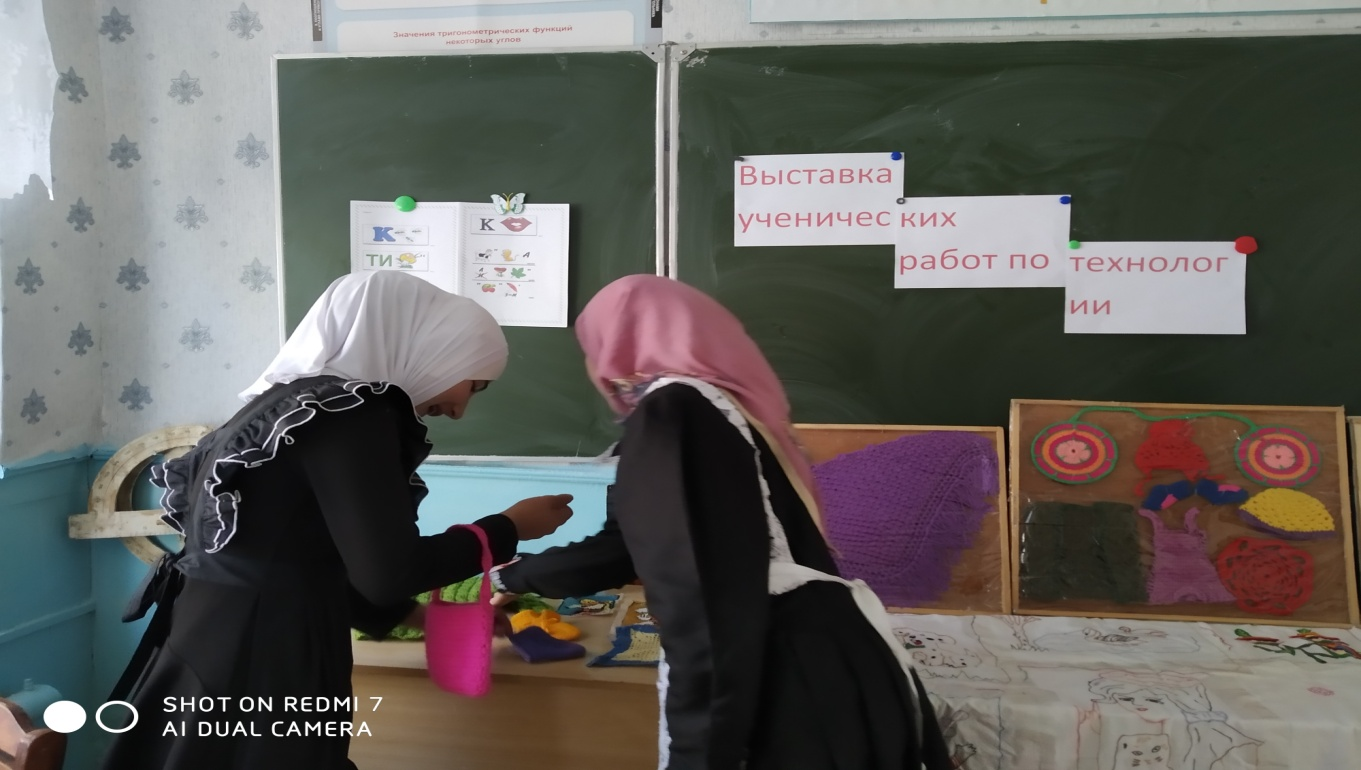 Значения тригонометрических функций
некоторых углов
Выставка
ученичес ких
работ по технолог
ии
К
ТИ
К
А
SHOT ON REDMI 7
AI DUAL CAMERA